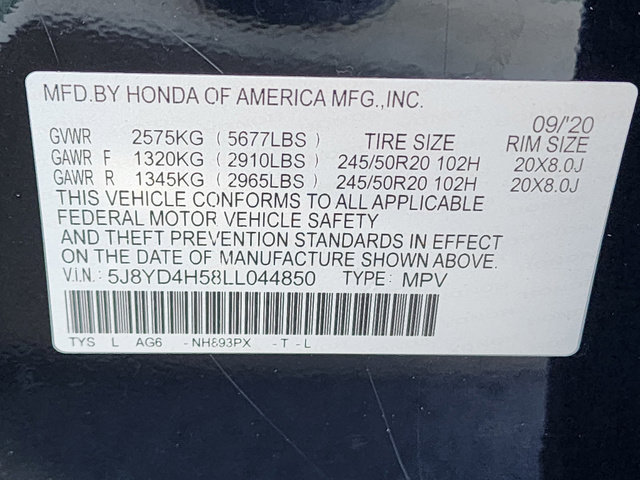 MFD.BY HONDA OF AMERICA MFG.,INC.
09/'20
GVWR 2575KG ( 5677LBS ) TIRE SIZE RIM SIZE
GAWR F 1320KG ( 2910LBS ) 245/50R20 102H 20X8.0J
GAWR R 1345KG ( 2965LBS ) 245/50R20 102H 20X8.0J
THIS VEHICLE CONFORMS TO ALL APPLICABLE
FEDERAL MOTOR VEHICLE SAFETY
AND THEFT PREVENTION STANDARDS IN EFFECT
ON THE DATE OF MANUFACTURE SHOWN ABOVE.
V.I.N.: 5J8YD4H58LL044850 TYPE: MPV
TYS L AG6 -NH893PX -T -L